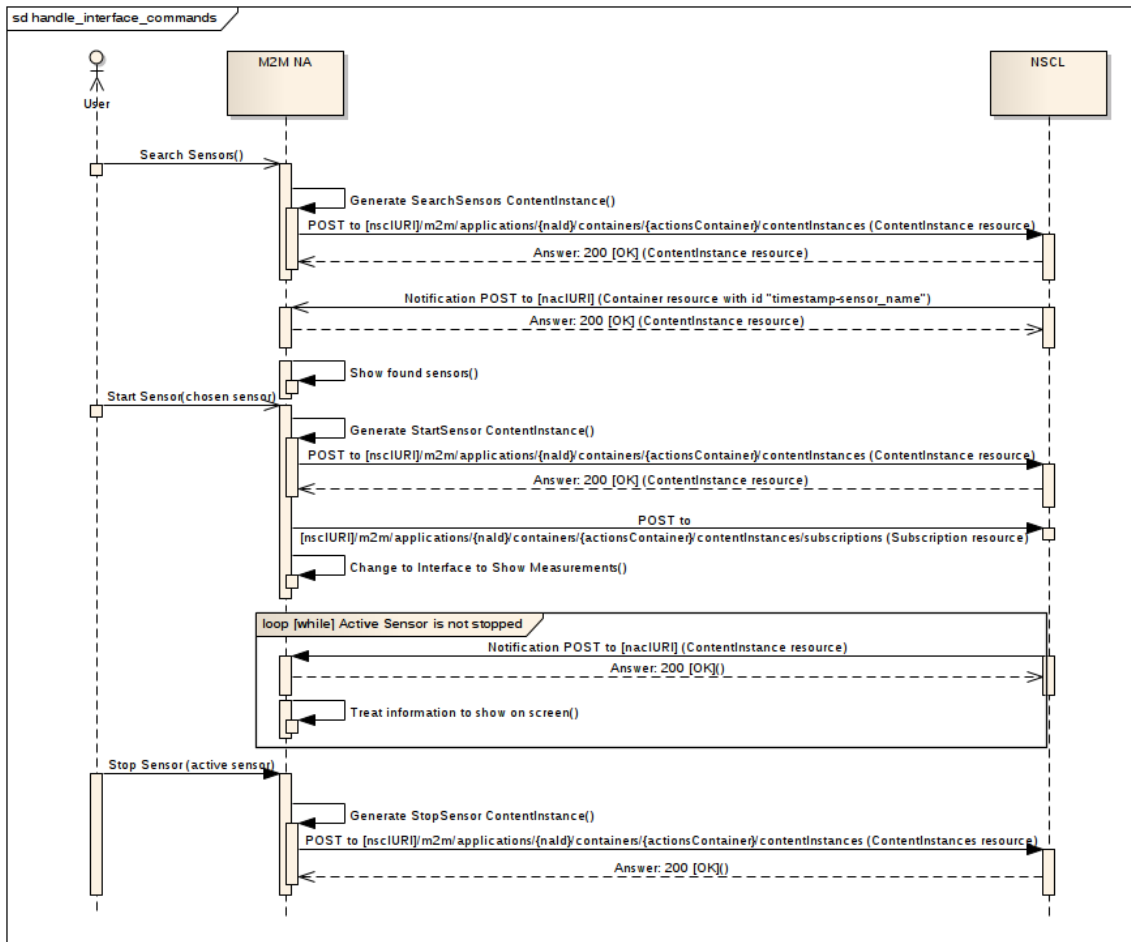 sd handle_interface_commands
User
M2M NA
NSCL
Search Sensors()
Generate SearchSensors ContentInstance()
POST to [nsclURI]/m2m/applications/{naId}/containers/{actionsContainer}/contentInstances (ContentInstance resource)
Answer: 200 [OK] (ContentInstance resource)
Notification POST to [naclURI] (Container resource with id "timestamp-sensor_name")
Answer: 200 [OK] (ContentInstance resource)
Show found sensors()
Start Sensor(chosen sensor)
Generate StartSensor ContentInstance()
POST to [nsclURI]/m2m/applications/{naId}/containers/{actionsContainer}/contentInstances (ContentInstance resource)
Answer: 200 [OK] (ContentInstance resource)
POST to
[nsclURI]/m2m/applications/{naId}/containers/{actionsContainer}/contentInstances/subscriptions (Subscription resource)
Change to Interface to Show Measurements()
loop [while] Active Sensor is not stopped
Notification POST to [naclURI] (ContentInstance resource)
Answer: 200 [OK]()
Treat information to show on screen()
Stop Sensor (active sensor)
Generate StopSensor ContentInstance()
POST to [nsclURI]/m2m/applications/{naId}/containers/{actionsContainer}/contentInstances (ContentInstances resource)
Answer: 200 [OK]()